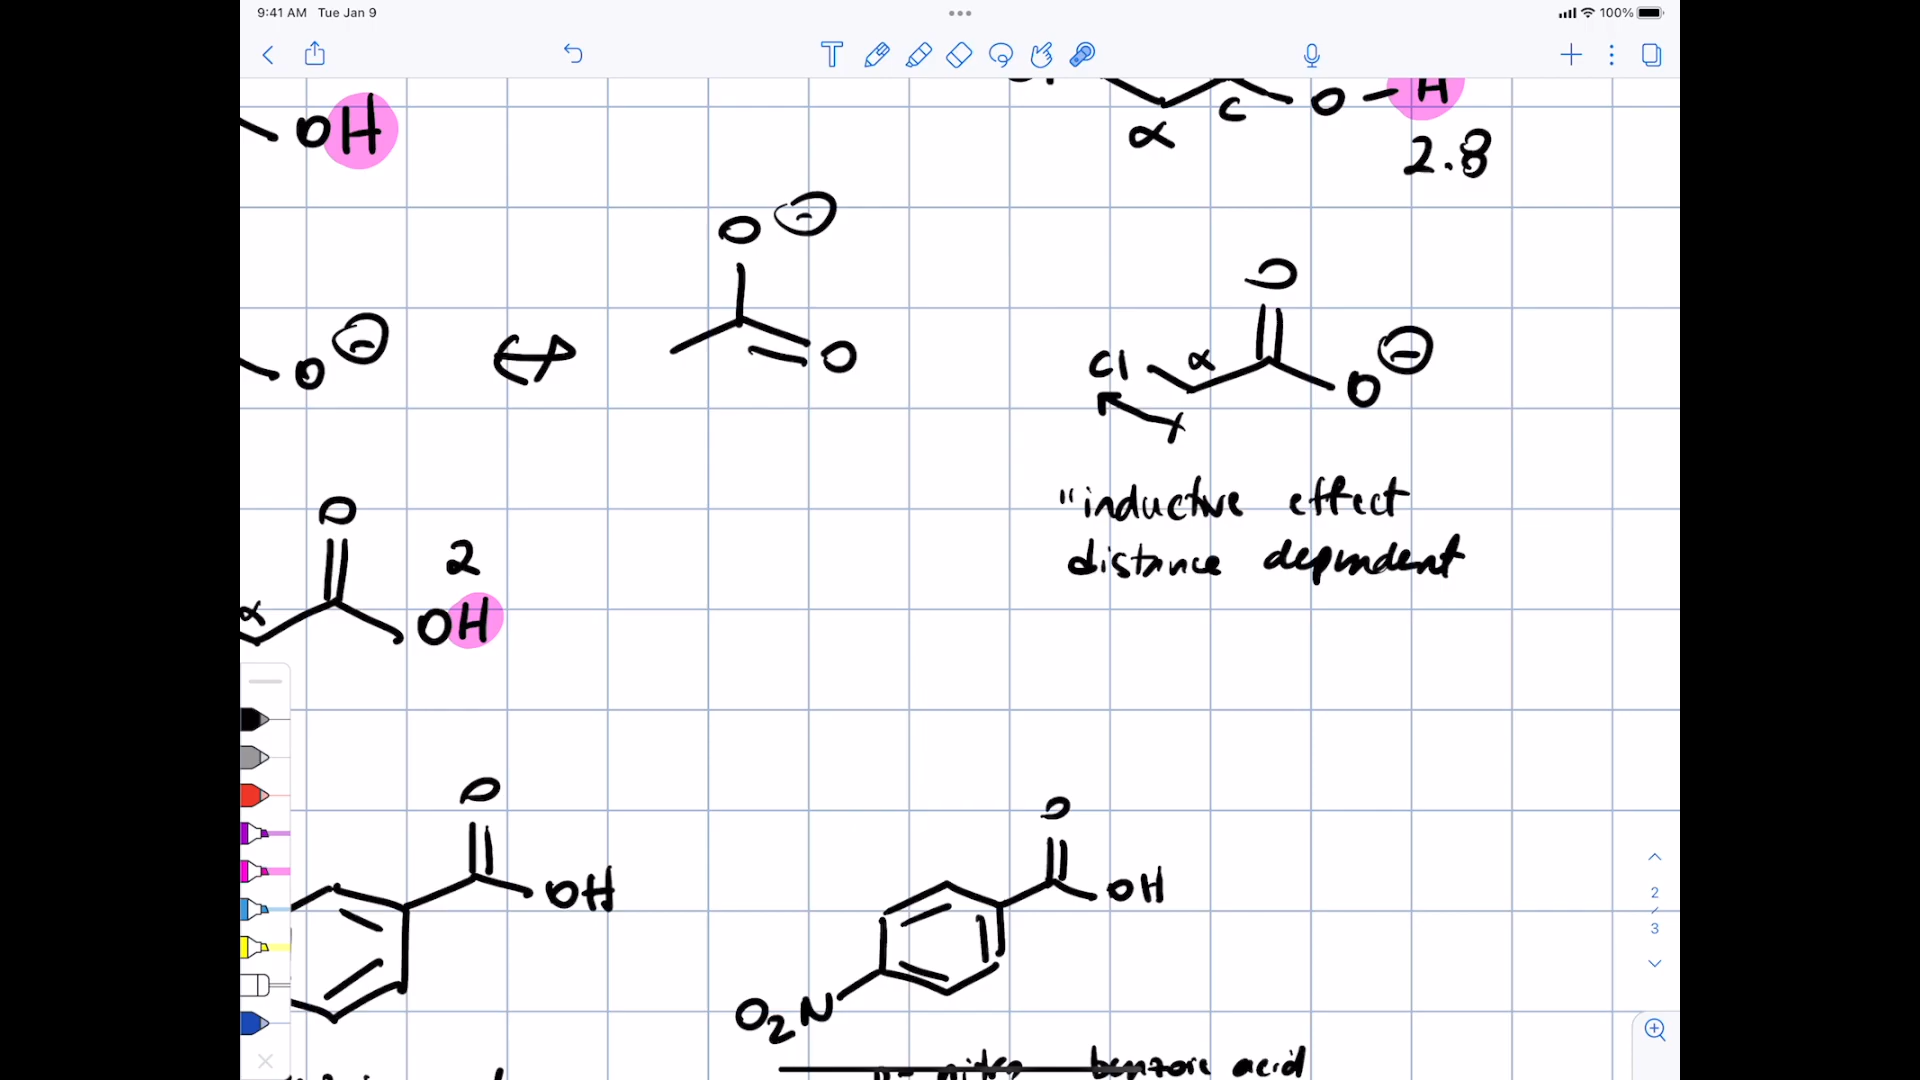 9:41 AM Tue Jan 9
100%
OH
α
C
O
H
2.8
O
O
O
O
Cl
α
O
"inductive effect
distance dependent
O
2
α
OH
O
OH
O
OH
O2N
2
3
p-nitro benzoic acid